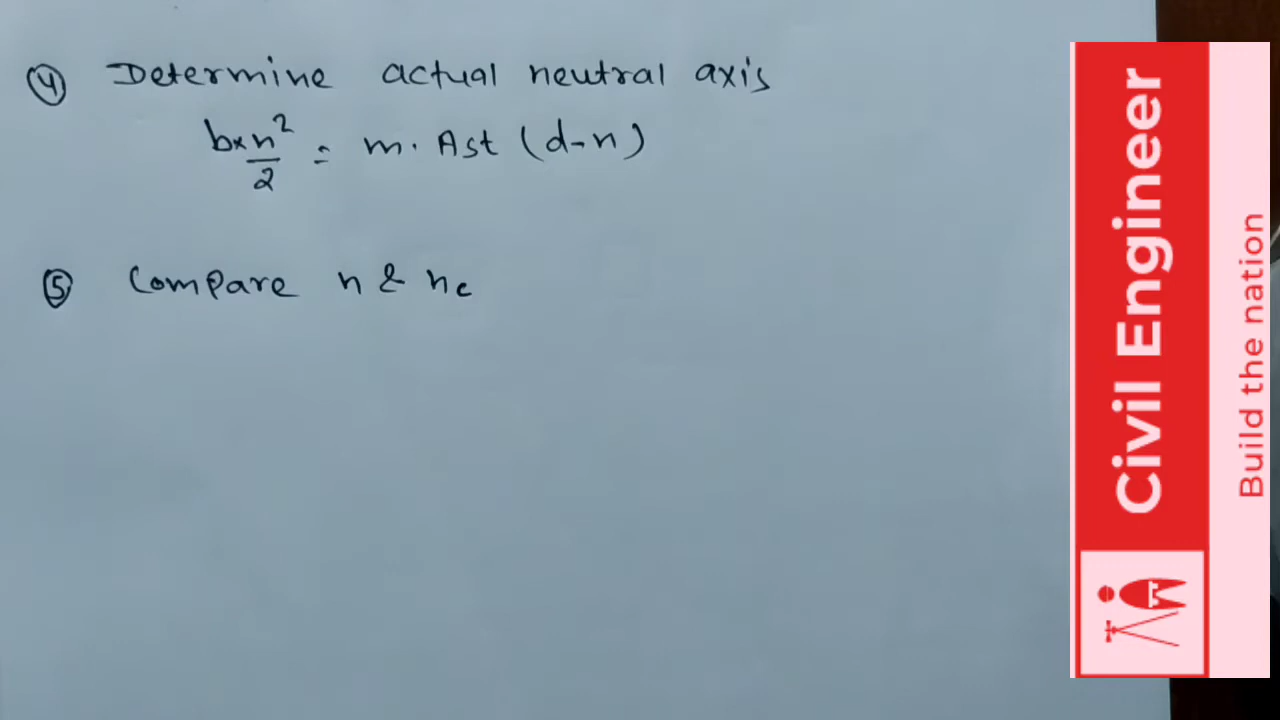 ④ Determine actual neutral axis
b×n²/2 = m. Ast (d-n)
⑤ Compare n & nc
Civil Engineer
Build the nation